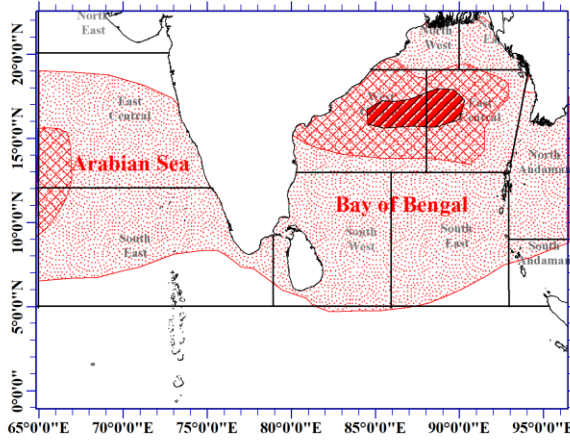 20°0'0"N
15°0'0"N
10°0'0"N
5°0'0"N
0°0'0"
North
East
North
West
East
Central
East
Central
Arabian Sea
Bay of Bengal
South
East
South
West
South
East
North
Andaman
South
Andaman
65°0'0"E 70°0'0"E 75°0'0"E 80°0'0"E 85°0'0"E 90°0'0"E 95°0'0"E